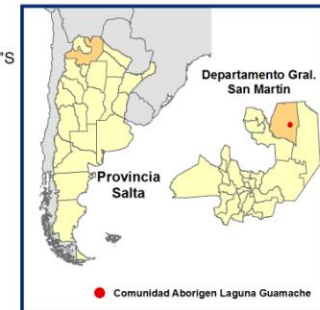 "S
Departamento Gral.
San Martín
Provincia
Salta
Comunidad Aborigen Laguna Guamache